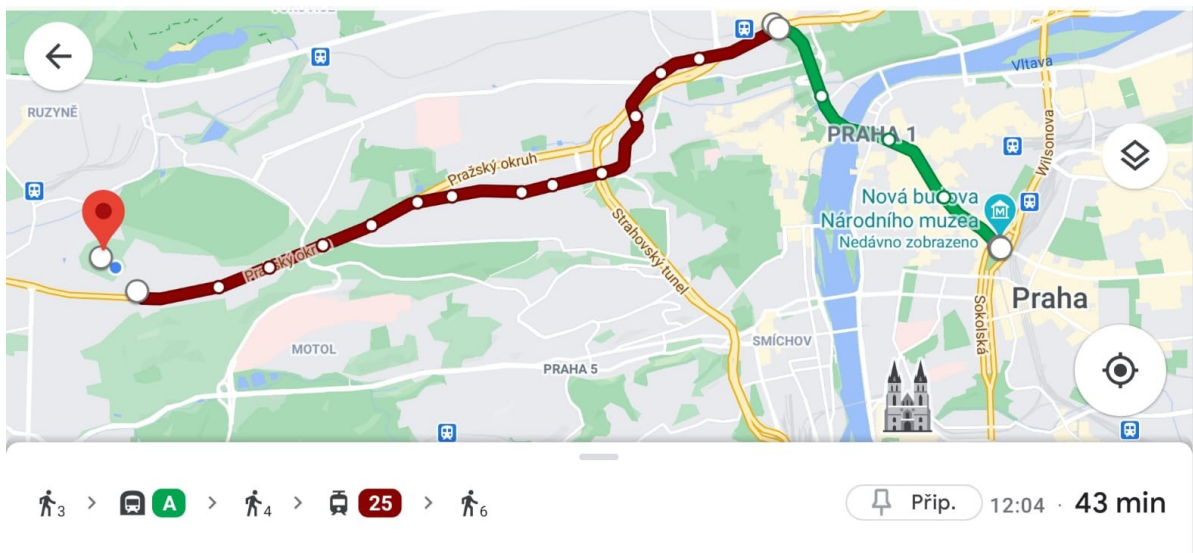 RUZYNĚ
Vltava
PRAHA 1
Wilsonova
Pražský okruh
Nová budova
Národního muzea
Nedávno zobrazeno
Strahovský tunel
Pražský okruh
Sokolská
Praha
MOTOL
SMÍCHOV
PRAHA 5
3 > A > 4 > 25 > 6 Přip. 12:04 · 43 min